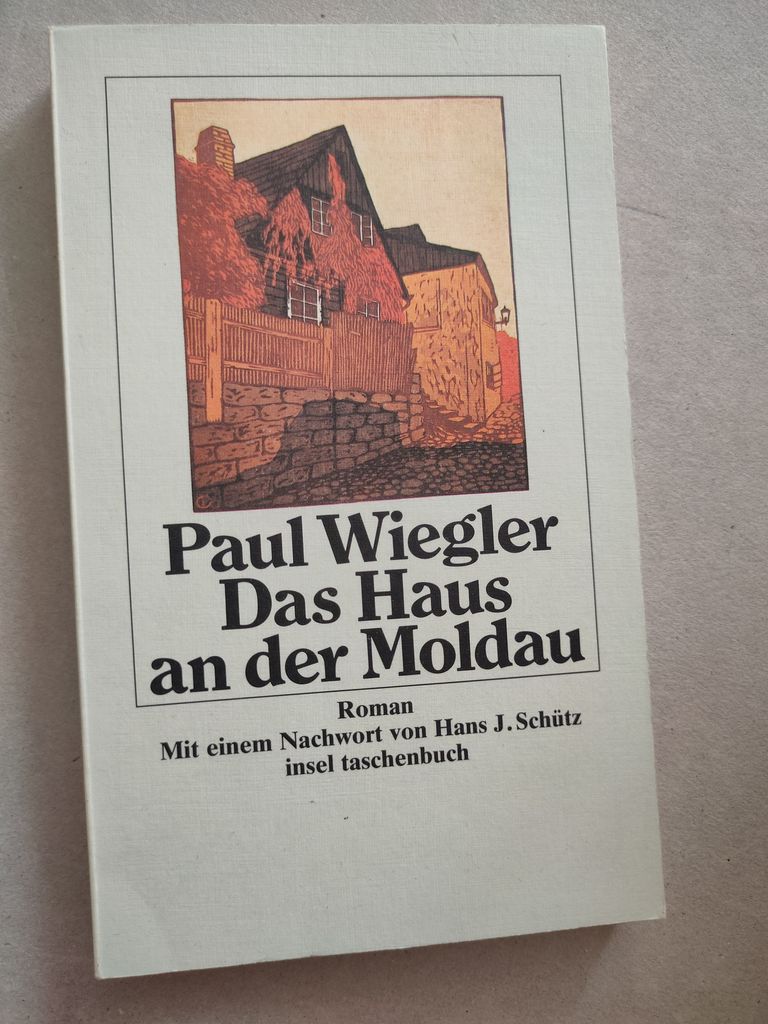 Paul Wiegler
Das Haus
an der Moldau
Roman
Mit einem Nachwort von Hans J. Schütz
insel taschenbuch